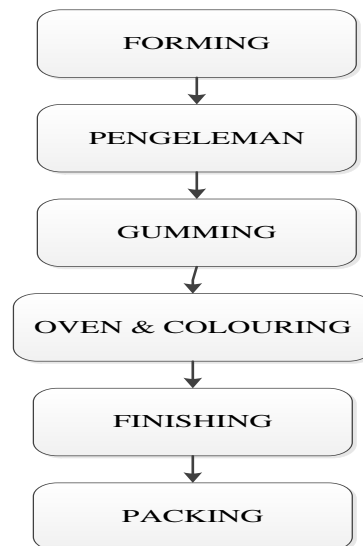 FORMING
PENGELEMAN
GUMMING
OVEN & COLOURING
FINISHING
PACKING